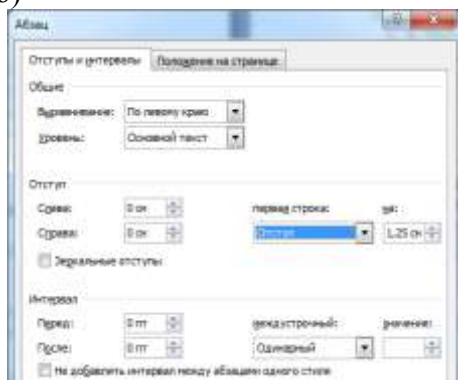 Абзац
Отступы и интервалы Положение на странице
Общие
Выравнивание: По левому краю
Уровень: Основной текст
Отступ
Слева: 0 см первая строка: на:
Справа: 0 см Отступ 1,25 см
Зеркальные отступы
Интервал
Перед: 0 пт междустрочный: значение:
После: 0 пт Одинарный
Не добавлять интервал между абзацами одного стиля